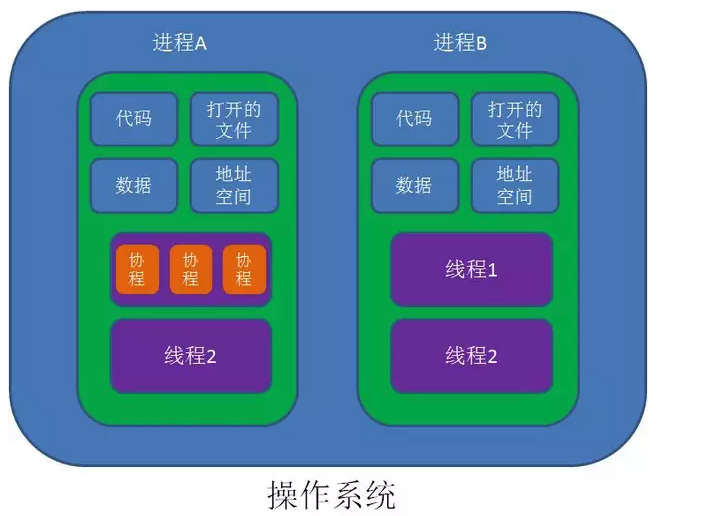 进程A
进程B
代码
打开的
文件
数据
地址
空间
协
程
协
程
协
程
线程2
代码
打开的
文件
数据
地址
空间
线程1
线程2
操作系统